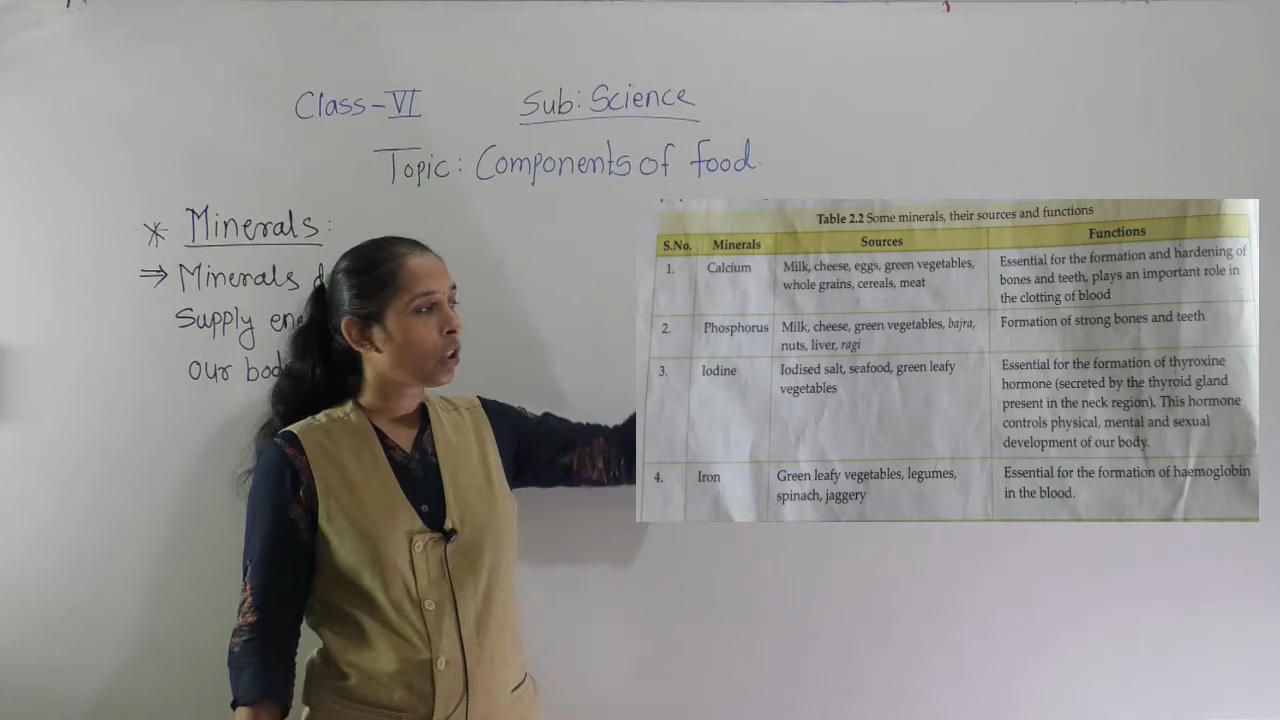 Class-VI Sub: Science
Topic: Components of food.
* Minerals:
⇒ Minerals
Supply
our
Table 2.2 Some minerals, their sources and functions
S.No. Minerals Sources Functions
1. Calcium Milk, cheese, eggs, green vegetables, Essential for the formation and hardening of
whole grains, cereals, meat bones and teeth, plays an important role in
the clotting of blood
2. Phosphorus Milk, cheese, green vegetables, bajra, Formation of strong bones and teeth
nuts, liver, ragi
3. Iodine Iodised salt, seafood, green leafy Essential for the formation of thyroxine
vegetables hormone (secreted by the thyroid gland
present in the neck region). This hormone
controls physical, mental and sexual
development of our body.
4. Iron Green leafy vegetables, legumes, Essential for the formation of haemoglobin
spinach, jaggery in the blood.